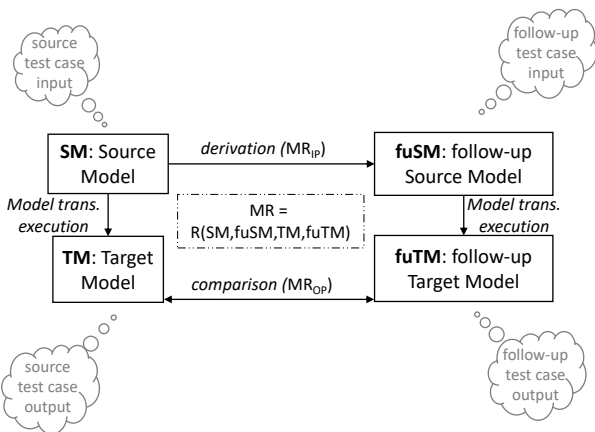 source
test case
input
follow-up
test case
input
SM: Source
Model
derivation (MR_IP)
fuSM: follow-up
Source Model
Model trans.
execution
MR =
R(SM,fuSM,TM,fuTM)
Model trans.
execution
TM: Target
Model
comparison (MR_OP)
fuTM: follow-up
Target Model
source
test case
output
follow-up
test case
output